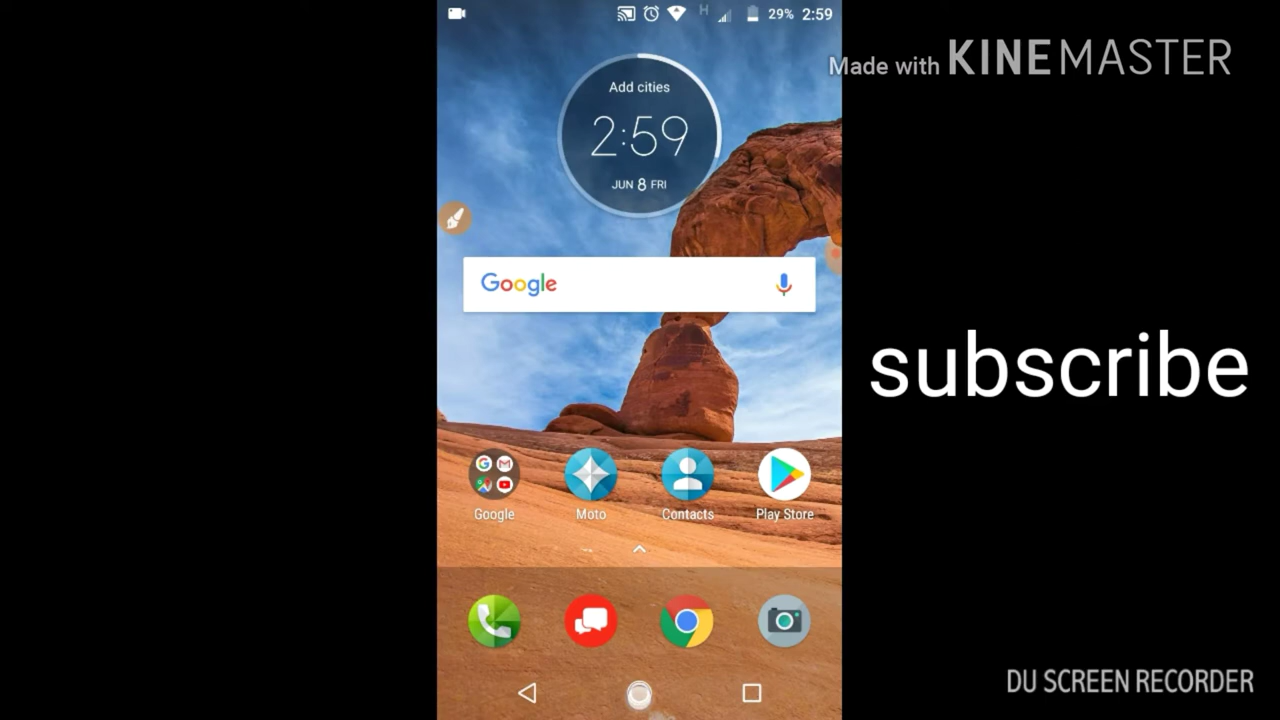 H 29% 2:59
Made with KINEMASTER
Add cities
2:59
JUN 8 FRI
Google
subscribe
Google Moto Contacts Play Store
DU SCREEN RECORDER